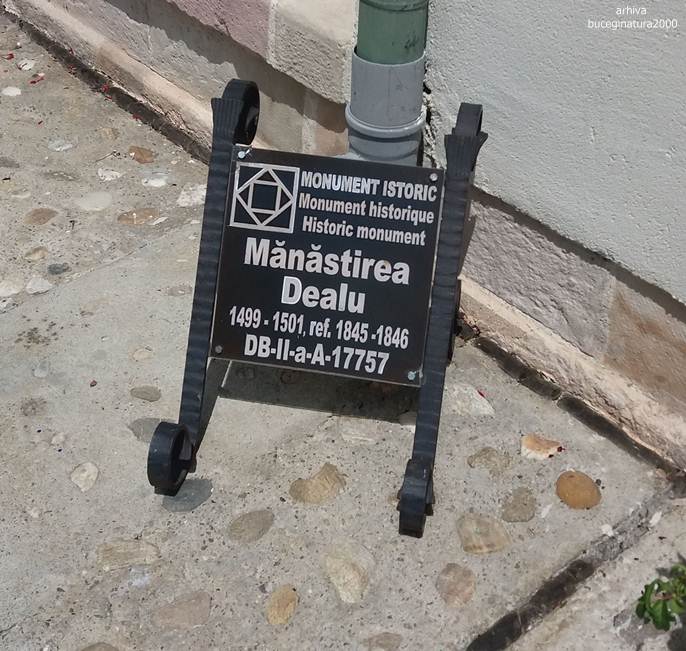 arhiva
buceginatura2000
MONUMENT ISTORIC
Monument historique
Historic monument
Mănăstirea
Dealu
1499 - 1501, ref. 1845 -1846
DB-II-a-A-17757